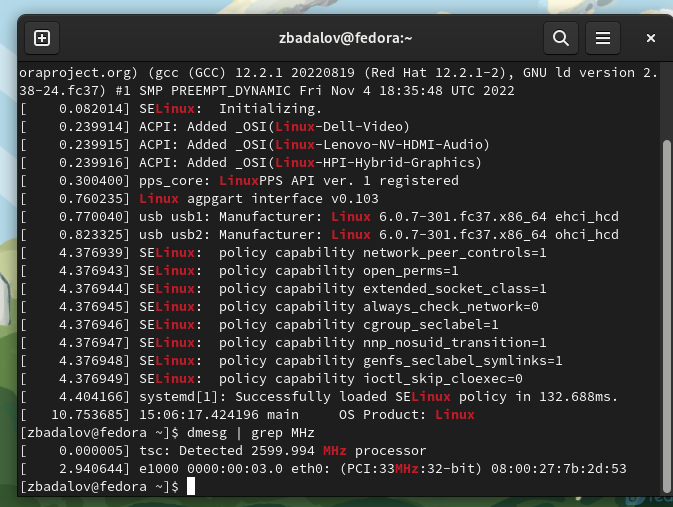 zbadalov@fedora:~
oraproject.org) (gcc (GCC) 12.2.1 20220819 (Red Hat 12.2.1-2), GNU ld version 2.
38-24.fc37) #1 SMP PREEMPT_DYNAMIC Fri Nov 4 18:35:48 UTC 2022
[    0.082014] SELinux:  Initializing.
[    0.239914] ACPI: Added _OSI(Linux-Dell-Video)
[    0.239915] ACPI: Added _OSI(Linux-Lenovo-NV-HDMI-Audio)
[    0.239916] ACPI: Added _OSI(Linux-HPI-Hybrid-Graphics)
[    0.300400] pps_core: LinuxPPS API ver. 1 registered
[    0.760235] Linux agpgart interface v0.103
[    0.770040] usb usb1: Manufacturer: Linux 6.0.7-301.fc37.x86_64 ehci_hcd
[    0.823325] usb usb2: Manufacturer: Linux 6.0.7-301.fc37.x86_64 ohci_hcd
[    4.376939] SELinux:  policy capability network_peer_controls=1
[    4.376943] SELinux:  policy capability open_perms=1
[    4.376944] SELinux:  policy capability extended_socket_class=1
[    4.376945] SELinux:  policy capability always_check_network=0
[    4.376946] SELinux:  policy capability cgroup_seclabel=1
[    4.376947] SELinux:  policy capability nnp_nosuid_transition=1
[    4.376948] SELinux:  policy capability genfs_seclabel_symlinks=1
[    4.376949] SELinux:  policy capability ioctl_skip_cloexec=0
[    4.404166] systemd[1]: Successfully loaded SELinux policy in 132.688ms.
[   10.753685] 15:06:17.424196 main     OS Product: Linux
[zbadalov@fedora ~]$ dmesg | grep MHz
[    0.000005] tsc: Detected 2599.994 MHz processor
[    2.940644] e1000 0000:00:03.0 eth0: (PCI:33MHz:32-bit) 08:00:27:7b:2d:53
[zbadalov@fedora ~]$